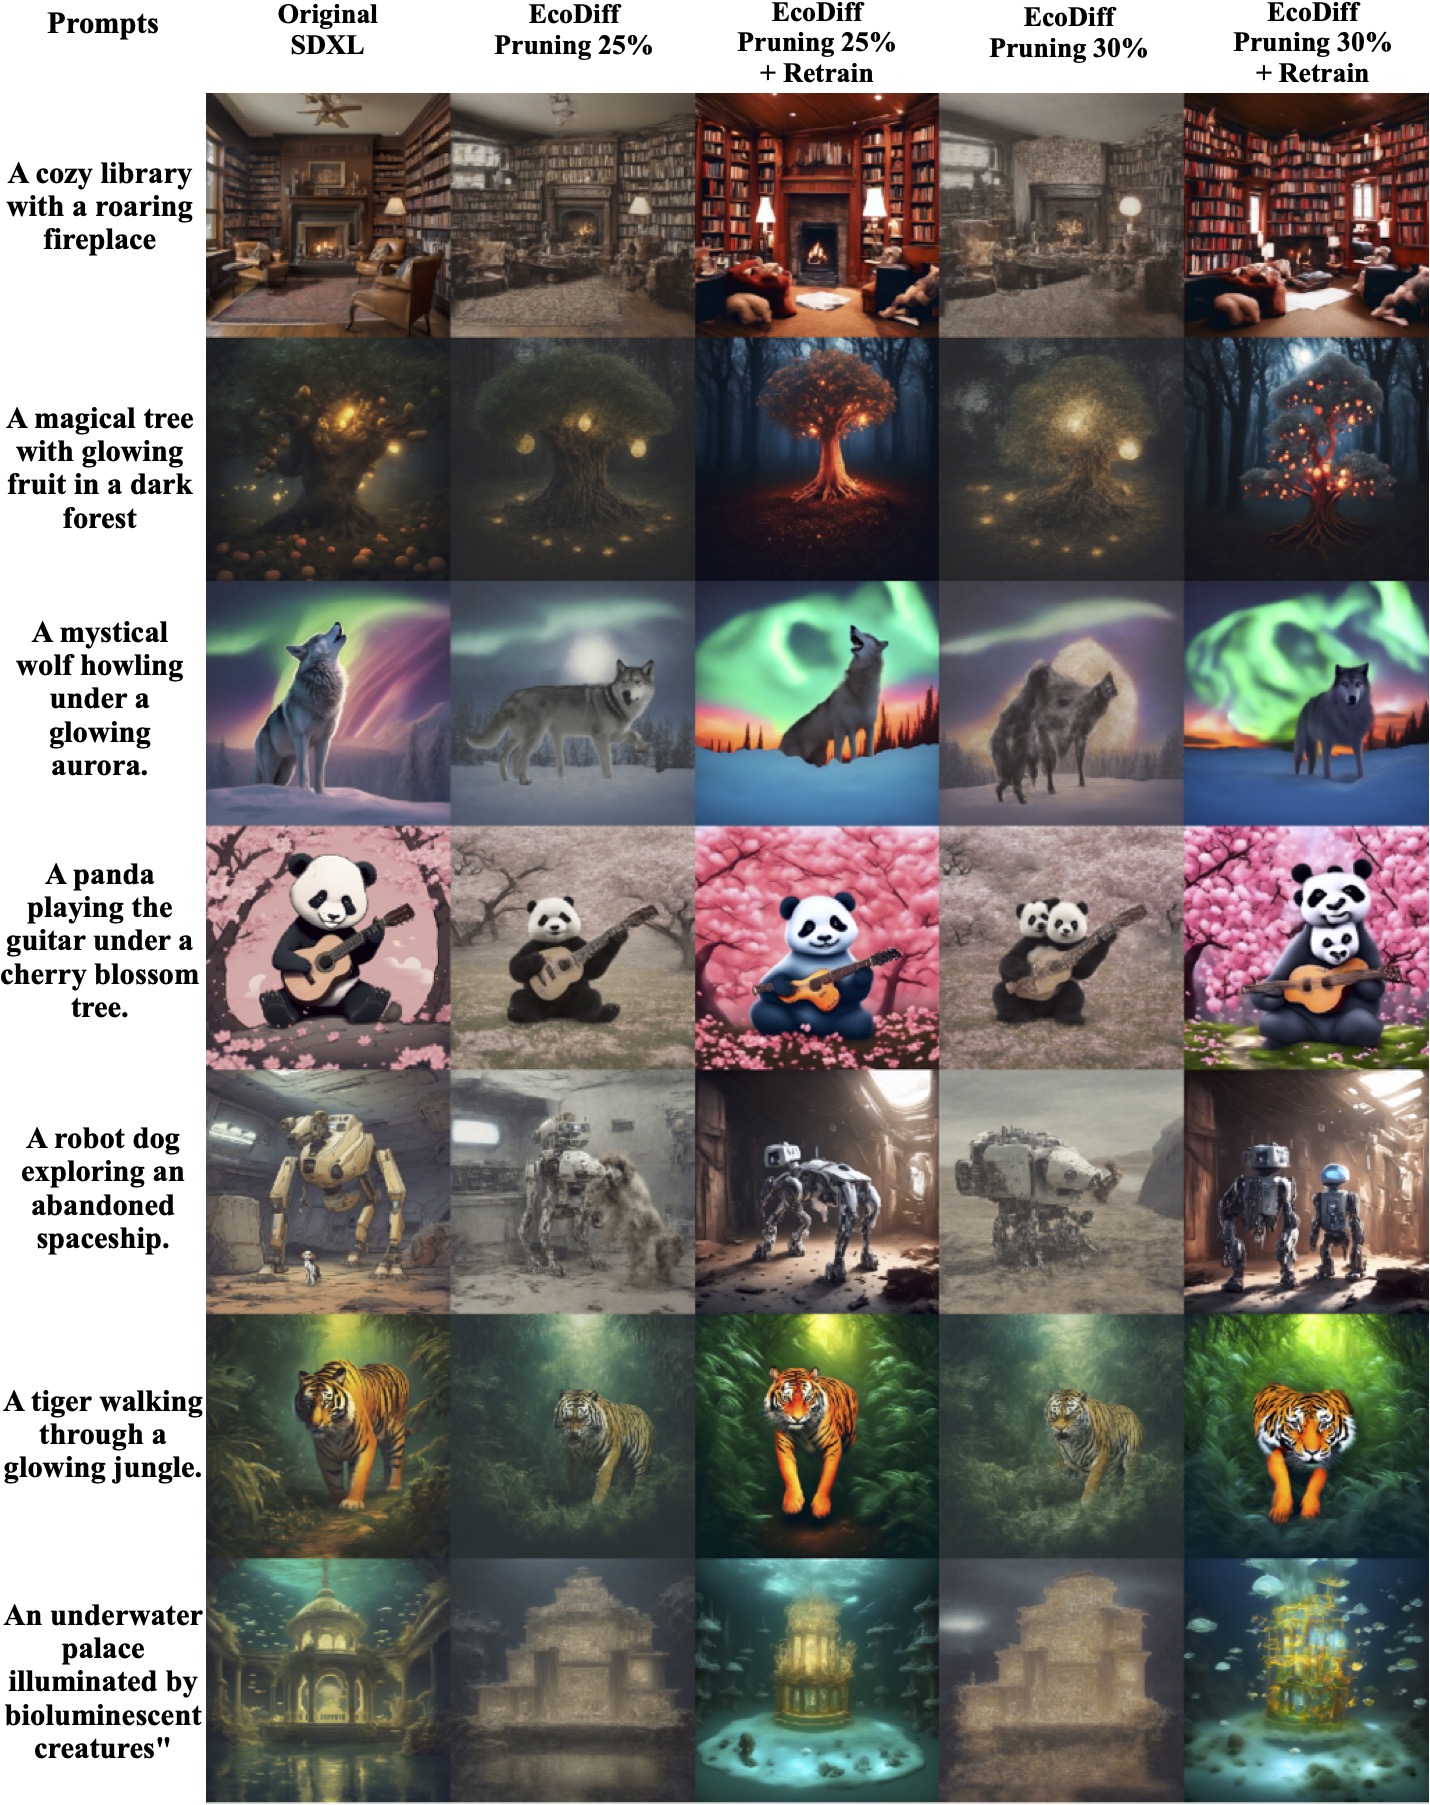 Prompts
Original
SDXL
EcoDiff
Pruning 25%
EcoDiff
Pruning 25%
+ Retrain
EcoDiff
Pruning 30%
EcoDiff
Pruning 30%
+ Retrain
A cozy library
with a roaring
fireplace
A magical tree
with glowing
fruit in a dark
forest
A mystical
wolf howling
under a
glowing
aurora.
A panda
playing the
guitar under a
cherry blossom
tree.
A robot dog
exploring an
abandoned
spaceship.
A tiger walking
through a
glowing jungle.
An underwater
palace
illuminated by
bioluminescent
creatures"